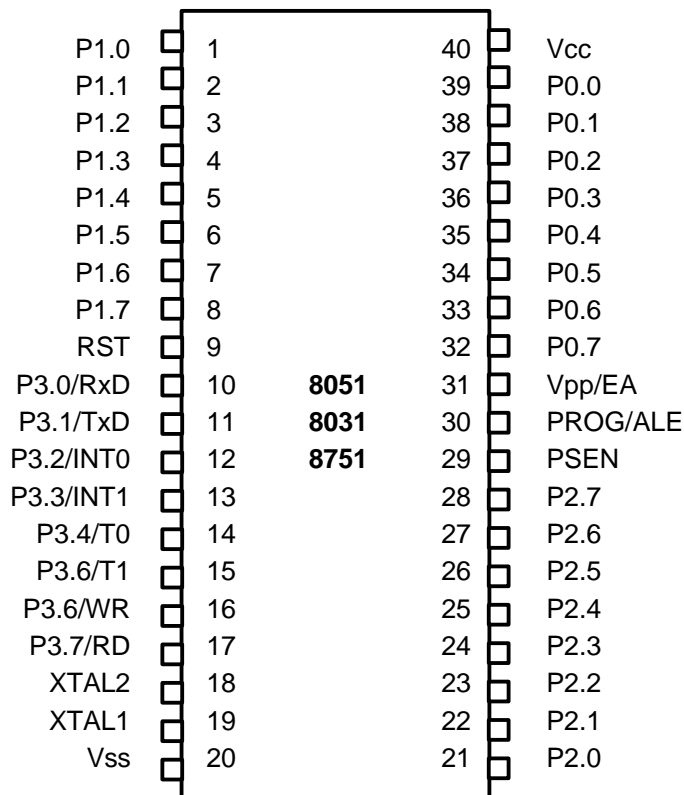 P1.0 1 40 Vcc
P1.1 2 39 P0.0
P1.2 3 38 P0.1
P1.3 4 37 P0.2
P1.4 5 36 P0.3
P1.5 6 35 P0.4
P1.6 7 34 P0.5
P1.7 8 33 P0.6
RST 9 32 P0.7
P3.0/RxD 10 8051 31 Vpp/EA
P3.1/TxD 11 8031 30 PROG/ALE
P3.2/INT0 12 8751 29 PSEN
P3.3/INT1 13 28 P2.7
P3.4/T0 14 27 P2.6
P3.6/T1 15 26 P2.5
P3.6/WR 16 25 P2.4
P3.7/RD 17 24 P2.3
XTAL2 18 23 P2.2
XTAL1 19 22 P2.1
Vss 20 21 P2.0